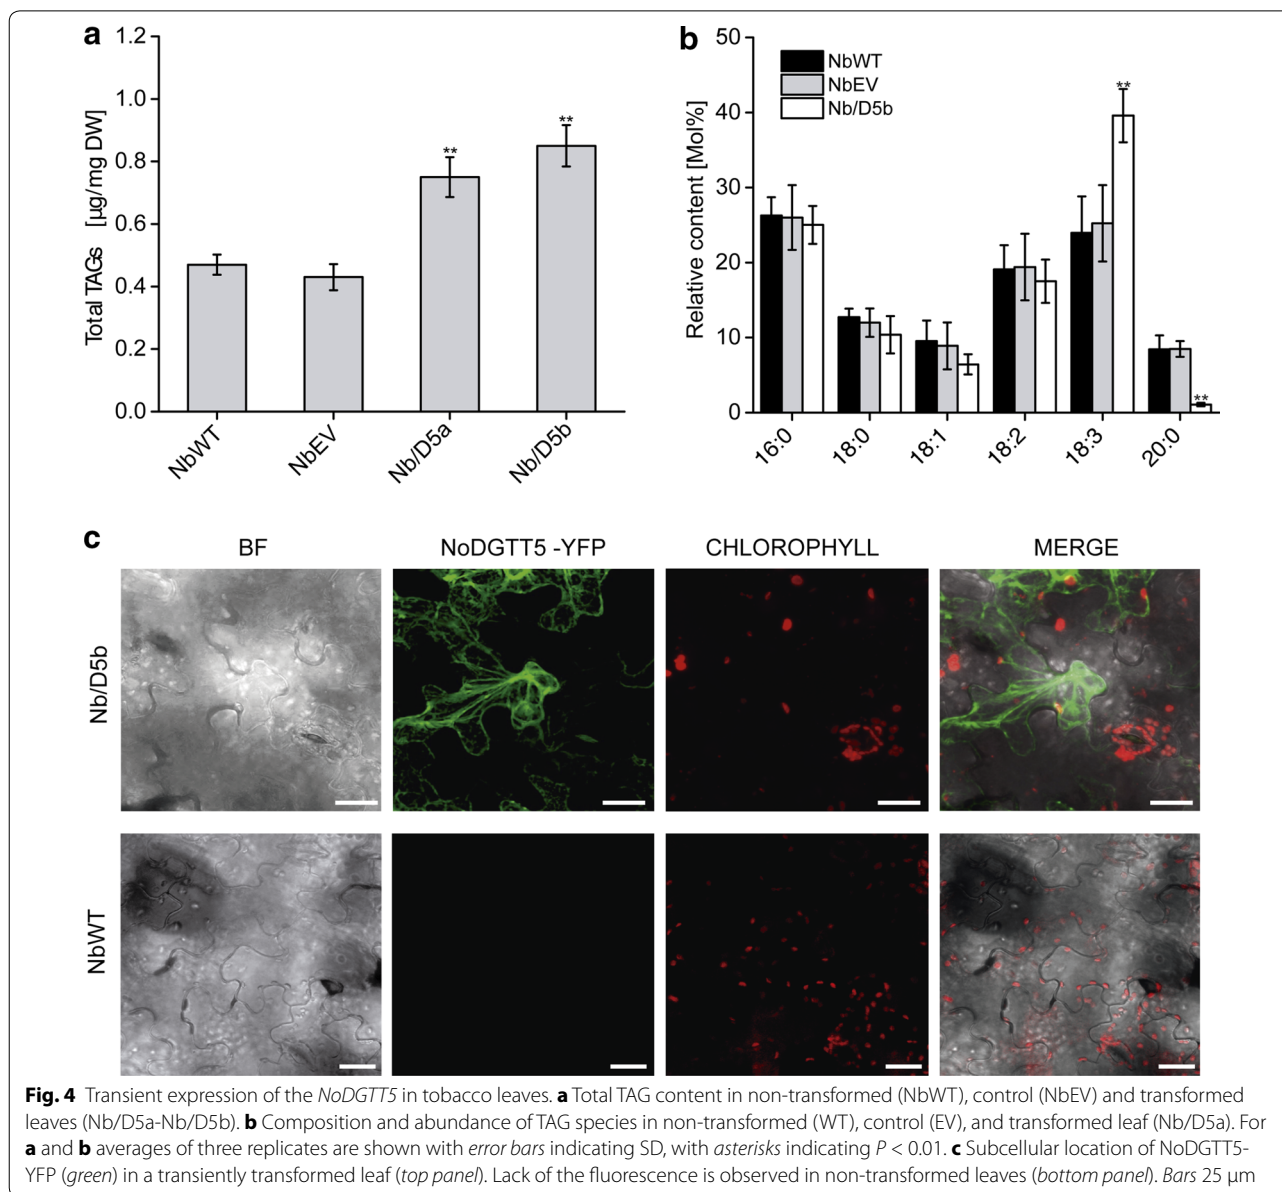 a
1.2
1.0
0.8
0.6
0.4
0.2
0.0
Total TAGs [µg/mg DW]
**
**
NbWT
NbEV
Nb/D5a
Nb/D5b
b
50
40
30
20
10
0
Relative content [Mol%]
NbWT
NbEV
Nb/D5b
**
**
16:0
18:0
18:1
18:2
18:3
20:0
c
BF
NoDGTT5 -YFP
CHLOROPHYLL
MERGE
Nb/D5b
NbWT
Fig. 4 Transient expression of the NoDGTT5 in tobacco leaves. a Total TAG content in non-transformed (NbWT), control (NbEV) and transformed
leaves (Nb/D5a-Nb/D5b). b Composition and abundance of TAG species in non-transformed (WT), control (EV), and transformed leaf (Nb/D5a). For
a and b averages of three replicates are shown with error bars indicating SD, with asterisks indicating P < 0.01. c Subcellular location of NoDGTT5-
YFP (green) in a transiently transformed leaf (top panel). Lack of the fluorescence is observed in non-transformed leaves (bottom panel). Bars 25 µm